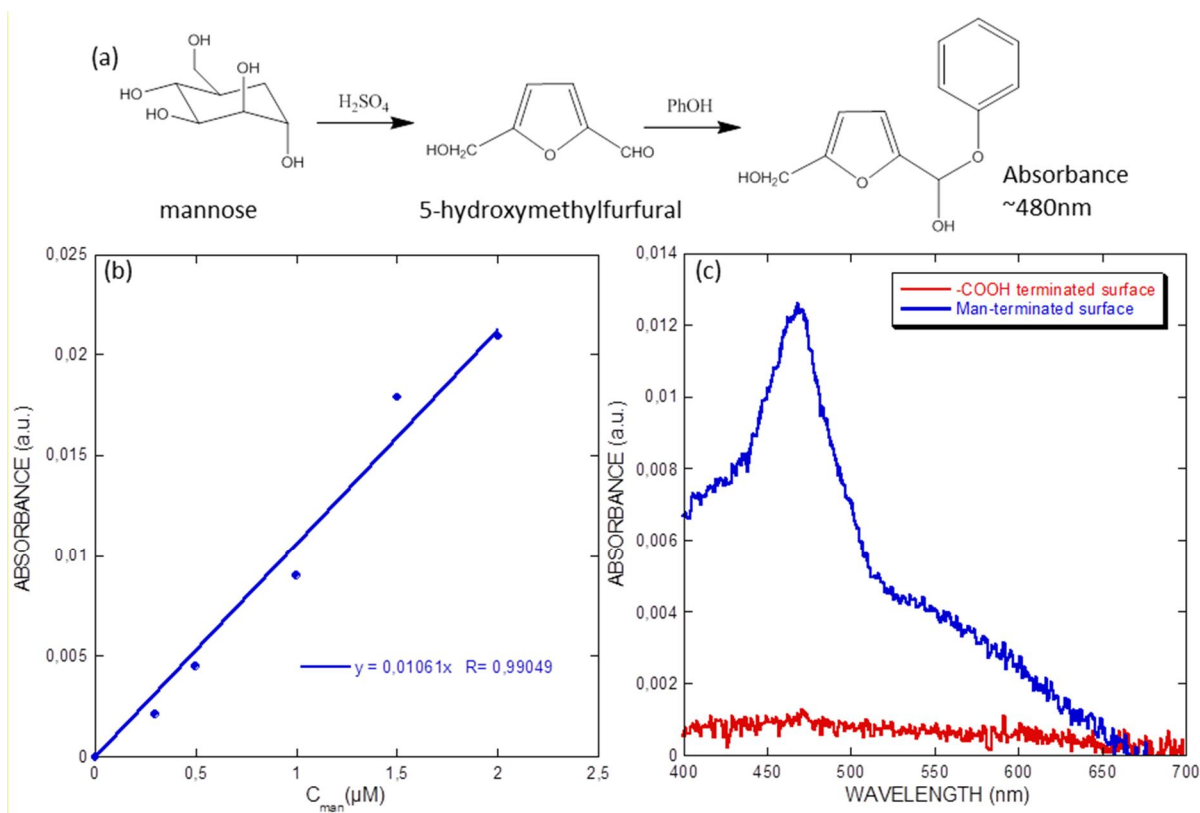 (a)
OH
OH
HO
HO
OH
H₂SO₄
HOH₂C
O
CHO
PhOH
HOH₂C
O
O
OH
mannose
5-hydroxymethylfurfural
Absorbance
~480nm
(b)
0,025
0,02
0,015
0,01
0,005
0
ABSORBANCE (a.u.)
y = 0,01061x R= 0,99049
0 0,5 1 1,5 2 2,5
C man (µM)
(c)
-COOH terminated surface
Man-terminated surface
0,014
0,012
0,01
0,008
0,006
0,004
0,002
0
ABSORBANCE (a.u.)
400 450 500 550 600 650 700
WAVELENGTH (nm)